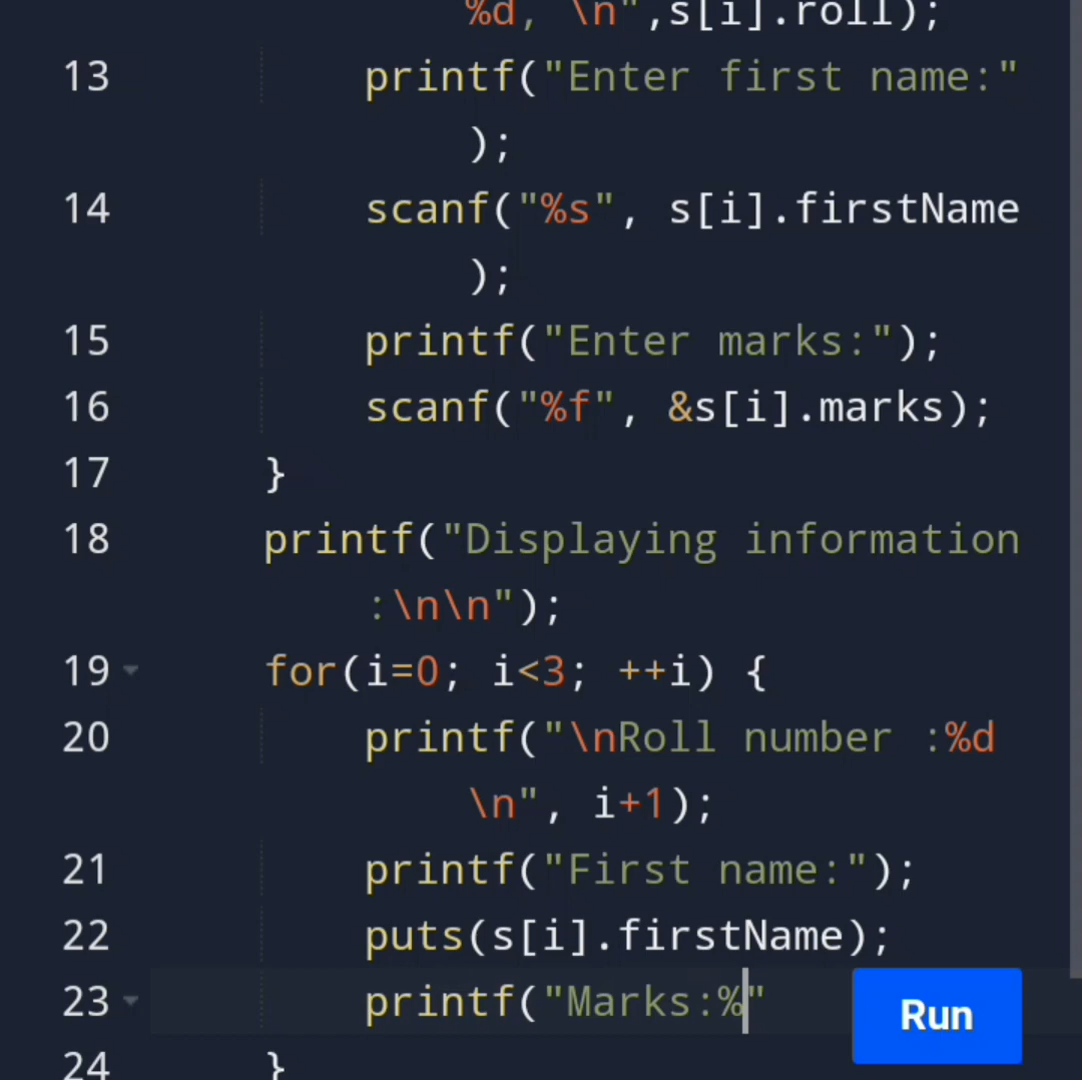 %d, \n",s[i].roll);
13 printf("Enter first name:"
);
14 scanf("%s", s[i].firstName
);
15 printf("Enter marks:");
16 scanf("%f", &s[i].marks);
17 }
18 printf("Displaying information
:\n\n");
19 for(i=0; i<3; ++i) {
20 printf("\nRoll number :%d
\n", i+1);
21 printf("First name:");
22 puts(s[i].firstName);
23 printf("Marks:%"
Run
24 }